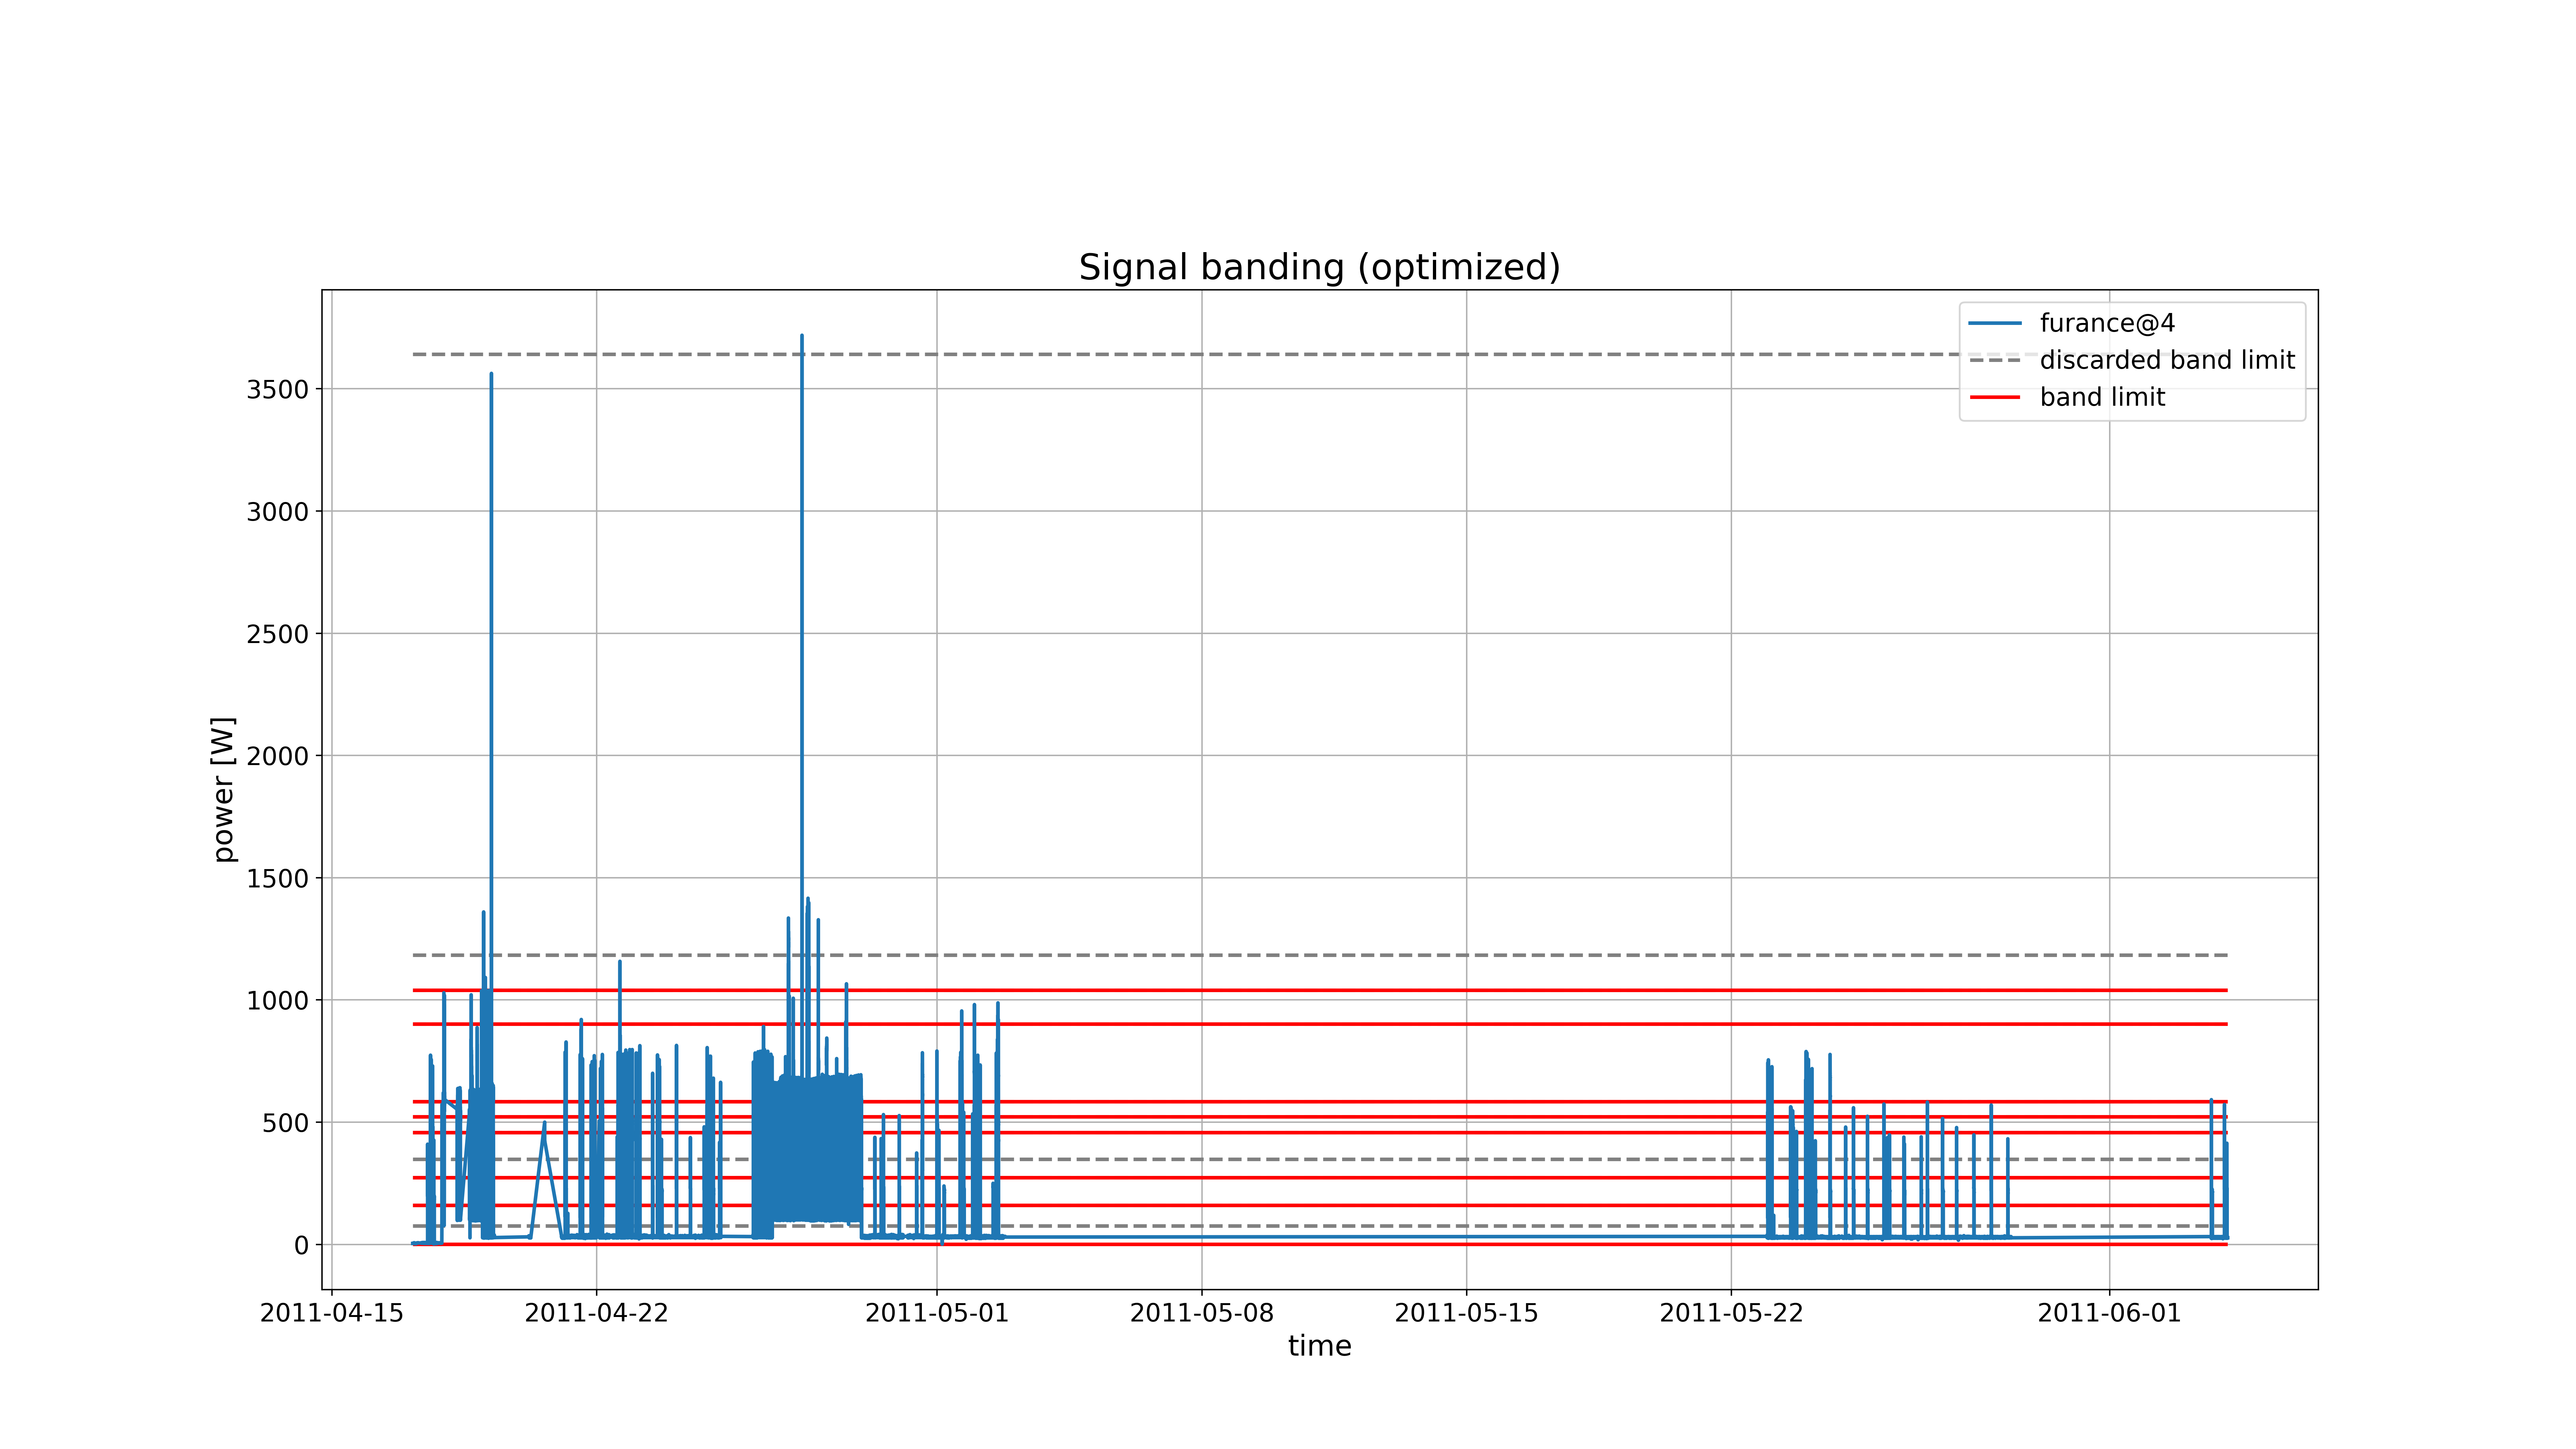 Signal banding (optimized)
furance@4
discarded band limit
band limit
power [W]
3500
3000
2500
2000
1500
1000
500
0
2011-04-15 2011-04-22 2011-05-01 2011-05-08 2011-05-15 2011-05-22 2011-06-01
time